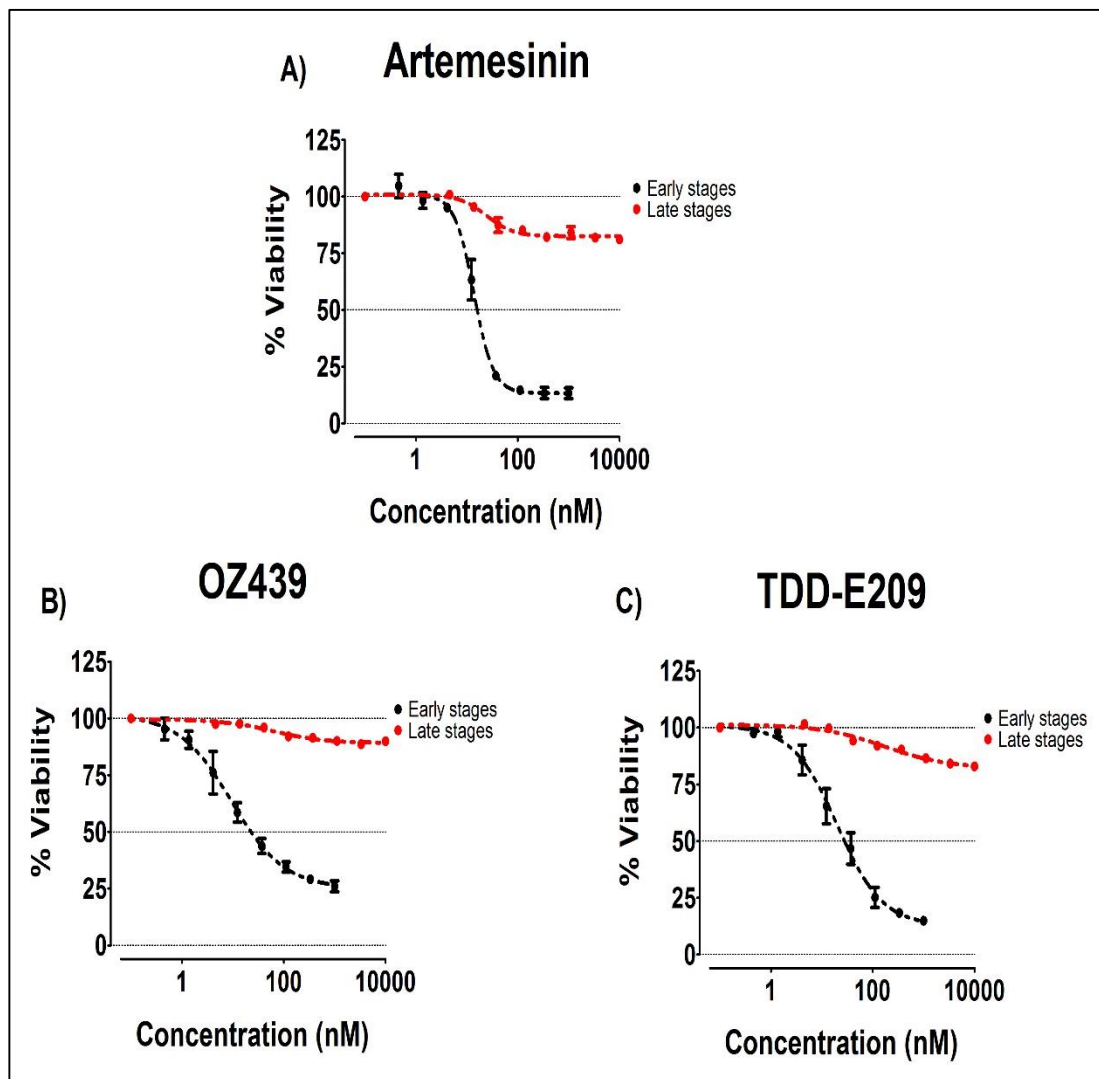 A) Artemesinin
125
100
75
50
25
0
% Viability
Early stages
Late stages
1 100 10000
Concentration (nM)
B) OZ439
125
100
75
50
25
0
% Viability
Early stages
Late stages
1 100 10000
Concentration (nM)
C) TDD-E209
125
100
75
50
25
0
% Viability
Early stages
Late stages
1 100 10000
Concentration (nM)